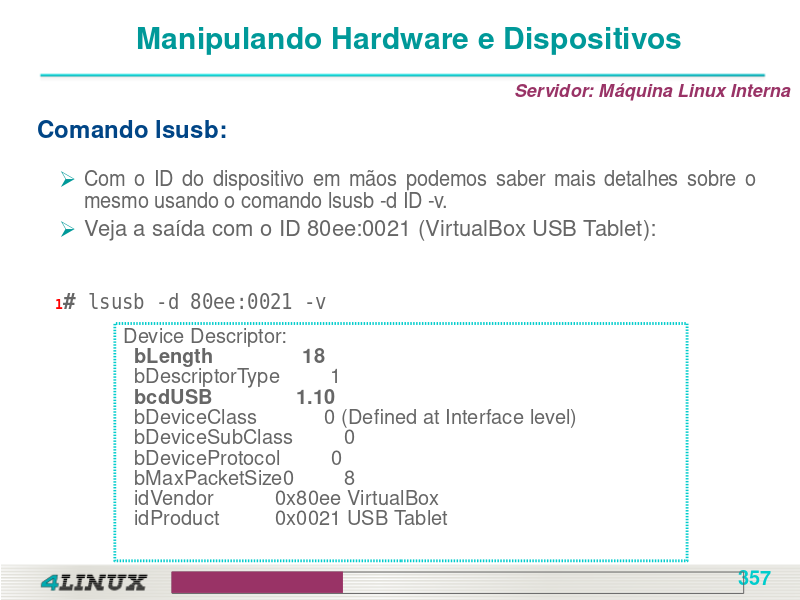 Manipulando Hardware e Dispositivos
Servidor: Máquina Linux Interna
Comando lsusb:
Com o ID do dispositivo em mãos podemos saber mais detalhes sobre o
mesmo usando o comando lsusb -d ID -v.
Veja a saída com o ID 80ee:0021 (VirtualBox USB Tablet):
1# lsusb -d 80ee:0021 -v
Device Descriptor:
bLength 18
bDescriptorType 1
bcdUSB 1.10
bDeviceClass 0 (Defined at Interface level)
bDeviceSubClass 0
bDeviceProtocol 0
bMaxPacketSize0 8
idVendor 0x80ee VirtualBox
idProduct 0x0021 USB Tablet
4LINUX
357